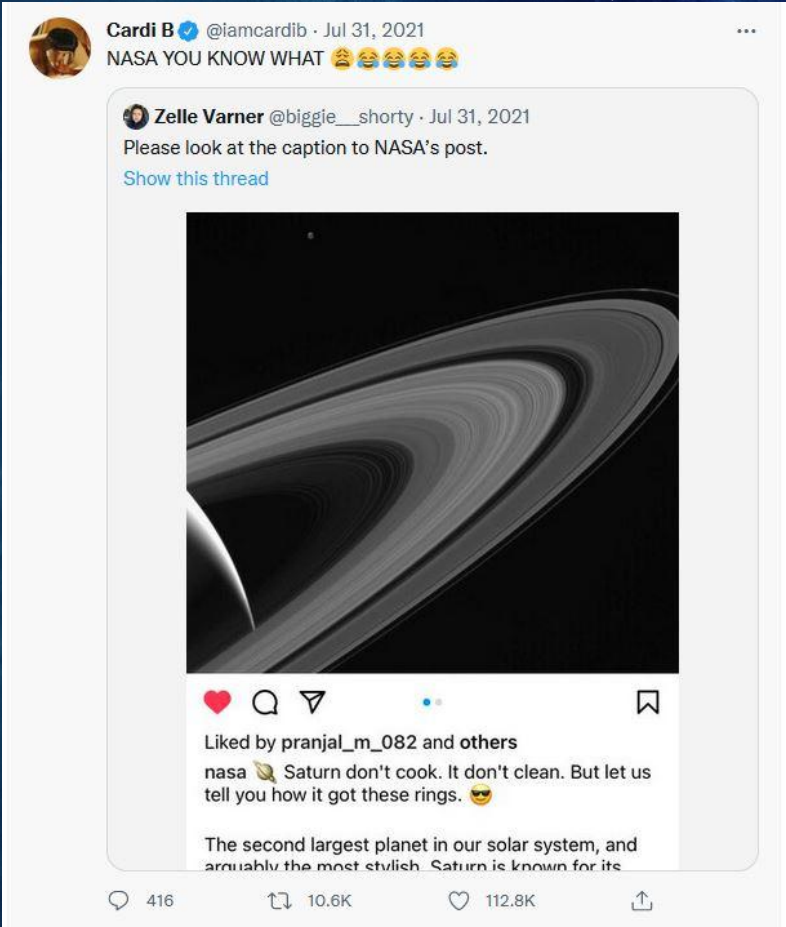 Cardi B @iamcardib · Jul 31, 2021
NASA YOU KNOW WHAT 😩😂😂😂😂
Zelle Varner @biggie__shorty · Jul 31, 2021
Please look at the caption to NASA’s post.
Show this thread
Liked by pranjal_m_082 and others
nasa 🪐 Saturn don't cook. It don't clean. But let us
tell you how it got these rings. 😎
The second largest planet in our solar system, and
arguably the most stylish, Saturn is known for its
416 10.6K 112.8K